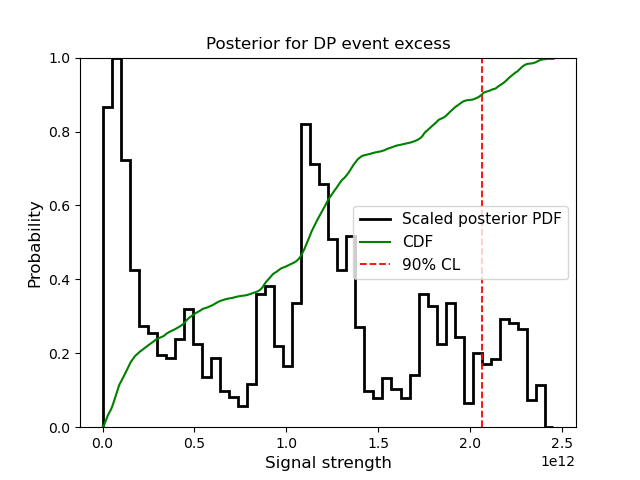 Posterior for DP event excess
Probability
1.0
0.8
0.6
0.4
0.2
0.0
Scaled posterior PDF
CDF
90% CL
0.0 0.5 1.0 1.5 2.0 2.5
1e12
Signal strength